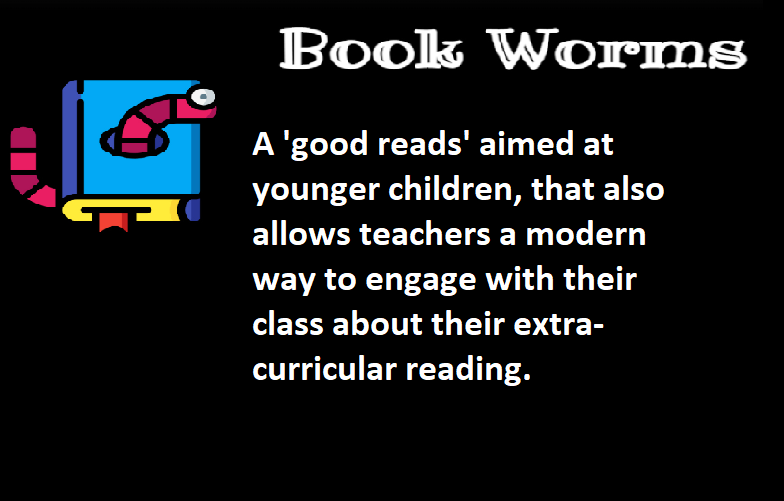 Book Worms
A 'good reads' aimed at
younger children, that also
allows teachers a modern
way to engage with their
class about their extra-
curricular reading.